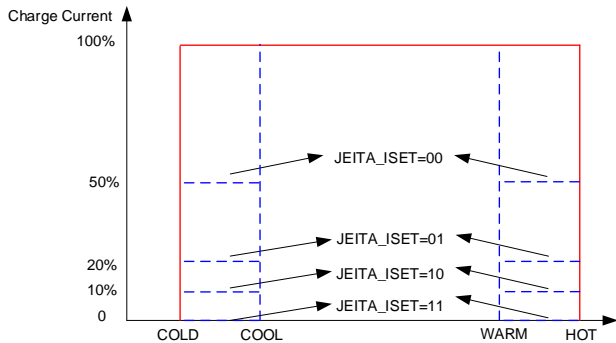 Charge Current
100%
JEITA_ISET=00
50%
JEITA_ISET=01
20%
JEITA_ISET=10
10%
JEITA_ISET=11
0
COLD COOL WARM HOT